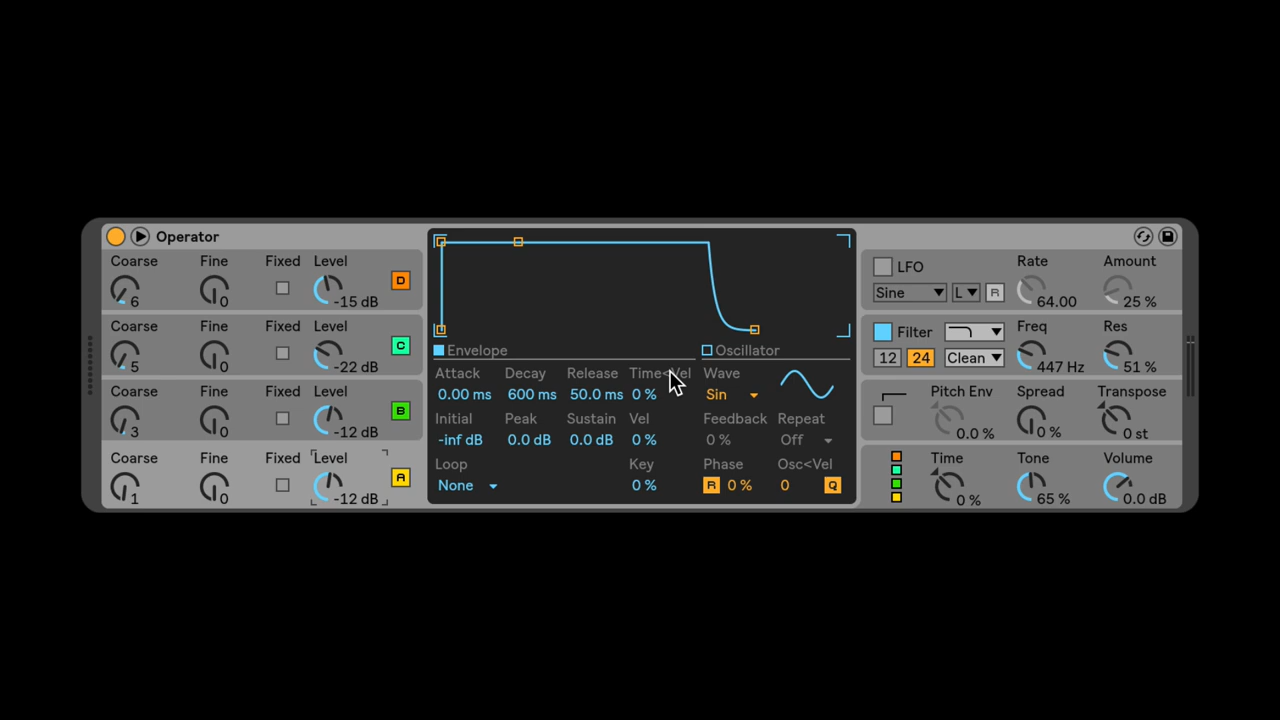 Operator
Coarse Fine Fixed Level
6 0 -15 dB D
Coarse Fine Fixed Level
5 0 -22 dB C
Coarse Fine Fixed Level
3 0 -12 dB B
Coarse Fine Fixed Level
1 0 -12 dB A
Envelope
Attack Decay Release Time<Vel
0.00 ms 600 ms 50.0 ms 0 %
Initial Peak Sustain Vel
-inf dB 0.0 dB 0.0 dB 0 %
Loop Key
None 0 %
Oscillator
Wave
Sin
Feedback Repeat
0 % Off
Phase Osc<Vel
R 0 % 0 Q
LFO Rate Amount
Sine L R 64.00 25 %
Filter Freq Res
12 24 Clean 447 Hz 51 %
Pitch Env Spread Transpose
0.0 % 0 % 0 st
Time Tone Volume
0 % 65 % 0.0 dB